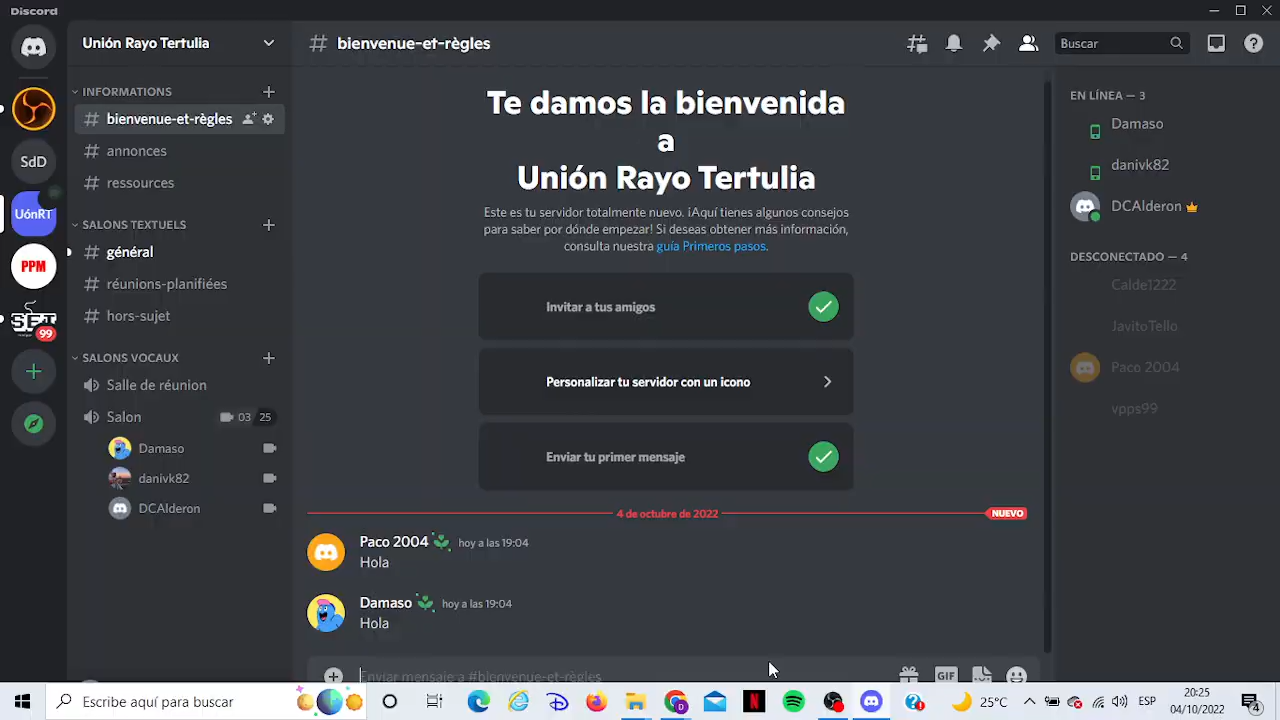 Discord
Unión Rayo Tertulia
# bienvenue-et-règles
Buscar
INFORMATIONS
bienvenue-et-règles
annonces
ressources
SALONS TEXTUELS
général
réunions-planifiées
hors-sujet
SALONS VOCAUX
Salle de réunion
Salon 03 25
Damaso
danivk82
DCAlderon
SdD
UónRT
PPM
SET
99
Te damos la bienvenida
a
Unión Rayo Tertulia
Este es tu servidor totalmente nuevo. ¡Aquí tienes algunos consejos
para saber por dónde empezar! Si deseas obtener más información,
consulta nuestra guía Primeros pasos.
Invitar a tus amigos
Personalizar tu servidor con un icono
Enviar tu primer mensaje
4 de octubre de 2022
NUEVO
Paco 2004 hoy a las 19:04
Hola
Damaso hoy a las 19:04
Hola
Enviar mensaje a #bienvenue-et-règles
GIF
EN LÍNEA — 3
Damaso
danivk82
DCAlderon
DESCONECTADO — 4
Calde1222
JavitoTello
Paco 2004
vpps99
Escribe aquí para buscar
25°C
ESP
20:25
04/10/2022
4